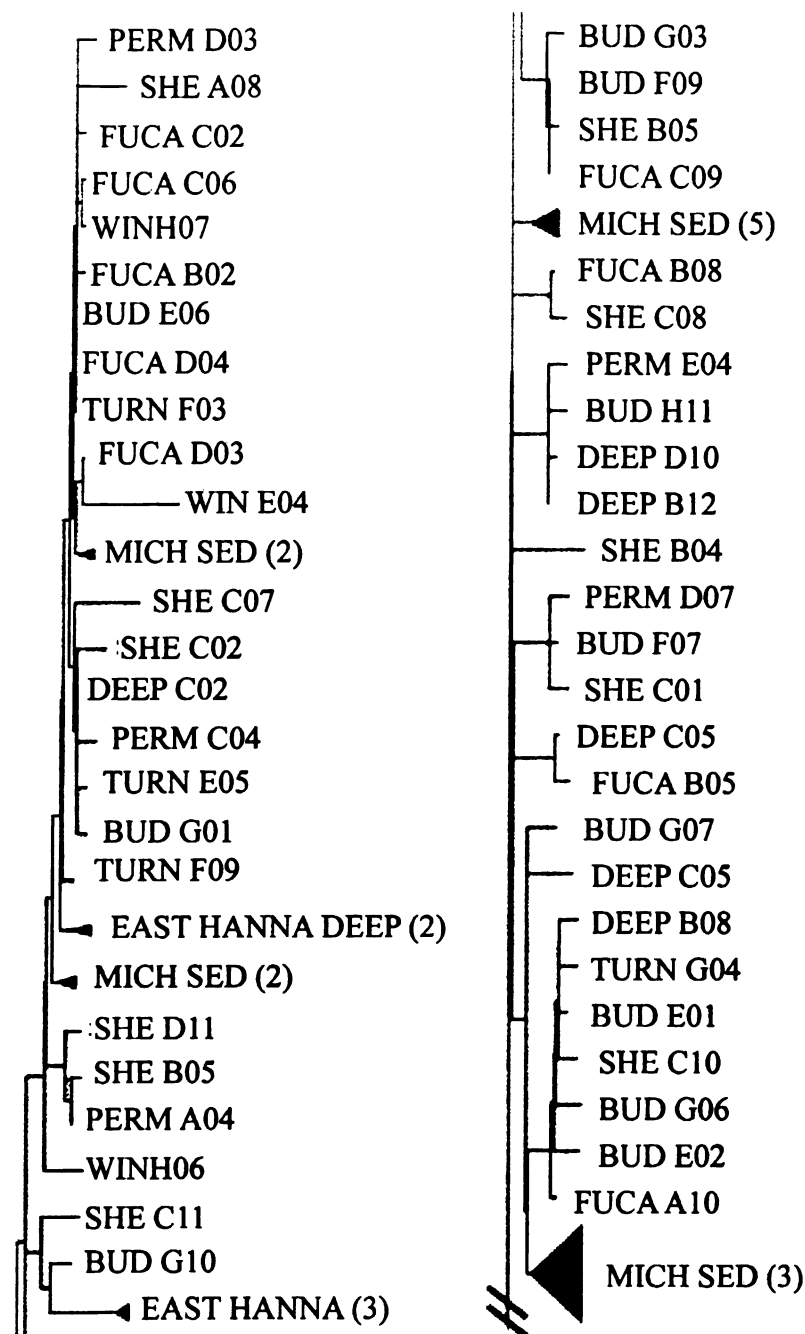 PERM D03
SHE A08
FUCA C02
FUCA C06
WINH07
FUCA B02
BUD E06
FUCA D04
TURN F03
FUCA D03
WIN E04
MICH SED (2)
SHE C07
SHE C02
DEEP C02
PERM C04
TURN E05
BUD G01
TURN F09
EAST HANNA DEEP (2)
MICH SED (2)
SHE D11
SHE B05
PERM A04
WINH06
SHE C11
BUD G10
EAST HANNA (3)
BUD G03
BUD F09
SHE B05
FUCA C09
MICH SED (5)
FUCA B08
SHE C08
PERM E04
BUD H11
DEEP D10
DEEP B12
SHE B04
PERM D07
BUD F07
SHE C01
DEEP C05
FUCA B05
BUD G07
DEEP C05
DEEP B08
TURN G04
BUD E01
SHE C10
BUD G06
BUD E02
FUCA A10
MICH SED (3)